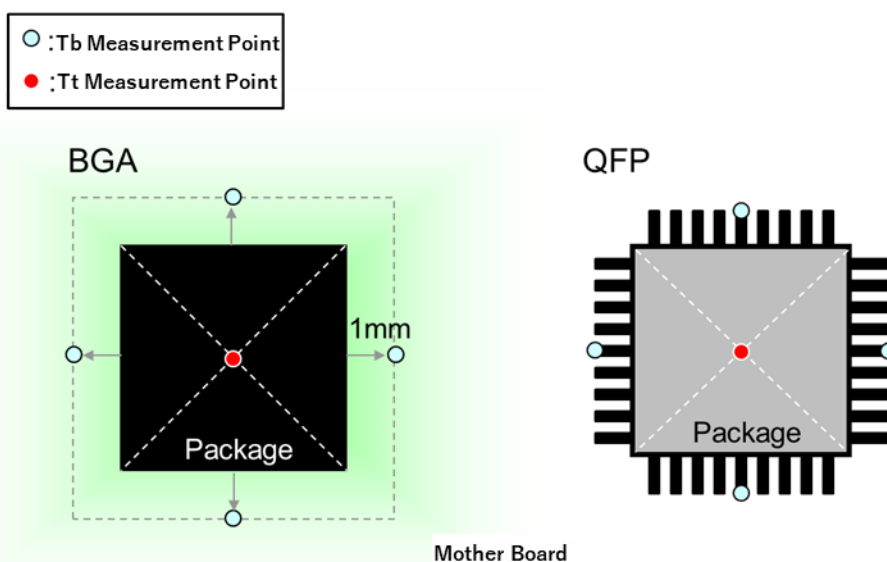 :Tb Measurement Point
:Tt Measurement Point
BGA
QFP
1mm
Package
Package
Mother Board